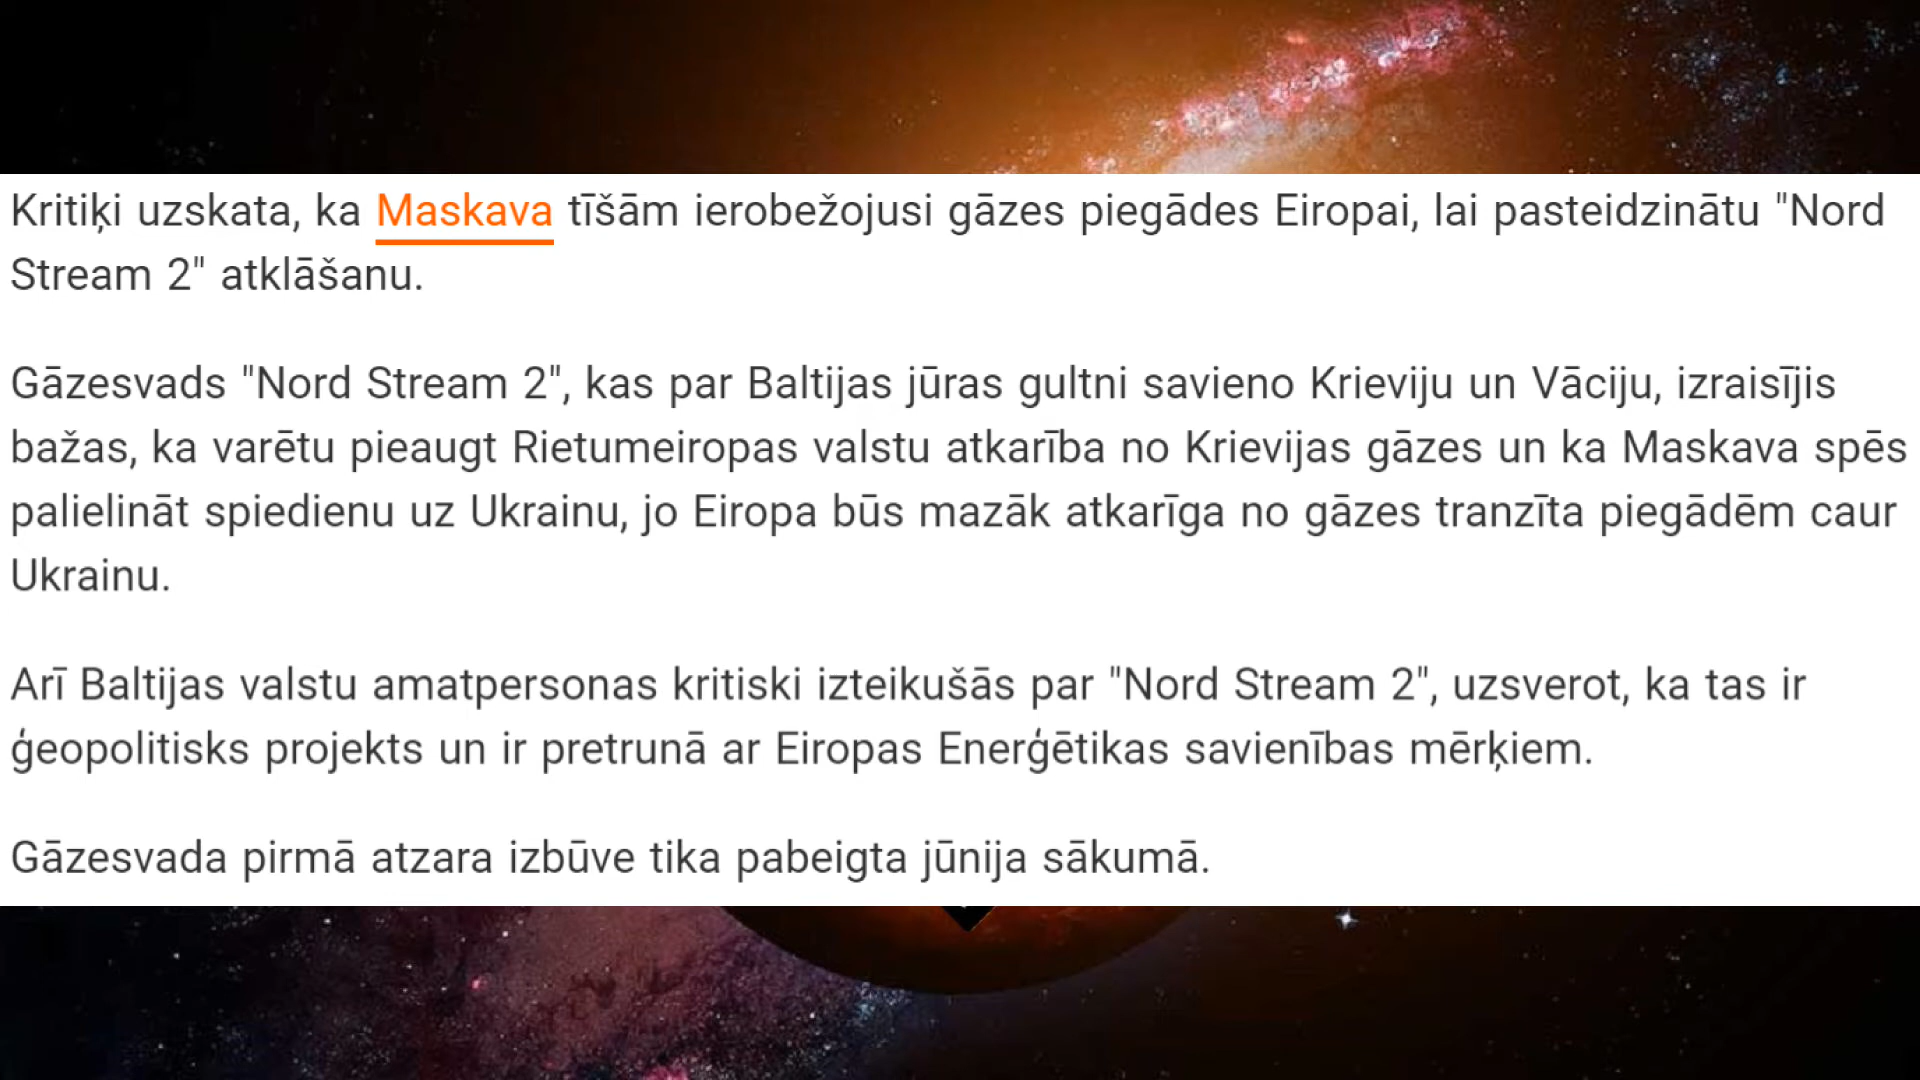 Kritiķi uzskata, ka Maskava tīšām ierobežojusi gāzes piegādes Eiropai, lai pasteidzinātu "Nord
Stream 2" atklāšanu.
Gāzesvads "Nord Stream 2", kas par Baltijas jūras gultni savieno Krieviju un Vāciju, izraisījis
bažas, ka varētu pieaugt Rietumeiropas valstu atkarība no Krievijas gāzes un ka Maskava spēs
palielināt spiedienu uz Ukrainu, jo Eiropa būs mazāk atkarīga no gāzes tranzīta piegādēm caur
Ukrainu.
Arī Baltijas valstu amatpersonas kritiski izteikušās par "Nord Stream 2", uzsverot, ka tas ir
ģeopolitisks projekts un ir pretrunā ar Eiropas Enerģētikas savienības mērķiem.
Gāzesvada pirmā atzara izbūve tika pabeigta jūnija sākumā.